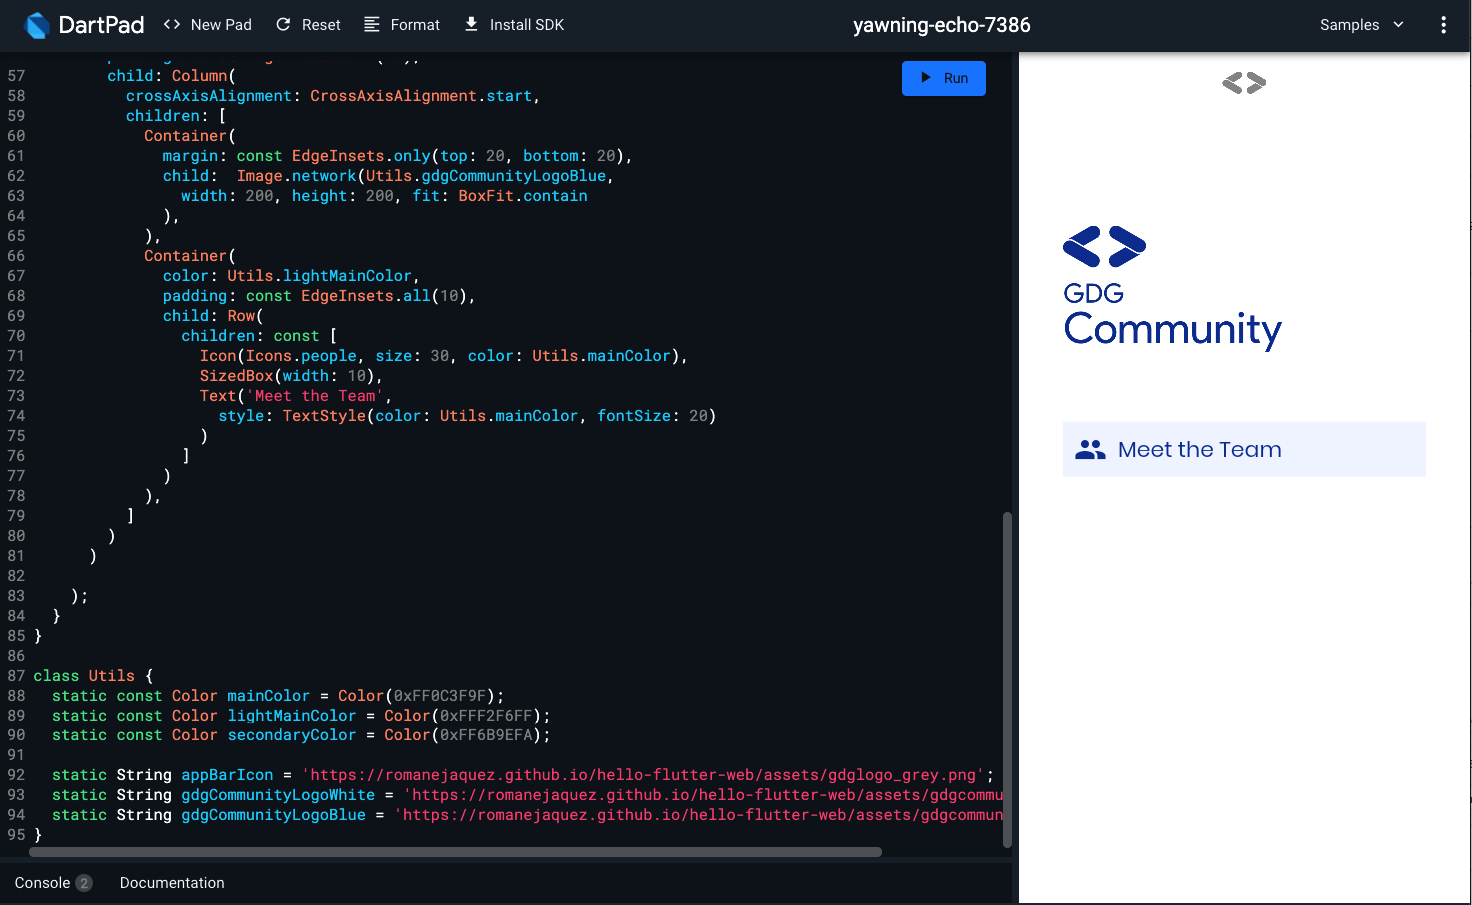 DartPad <> New Pad Reset Format Install SDK yawning-echo-7386 Samples
57 child: Column(
Run
58 crossAxisAlignment: CrossAxisAlignment.start,
59 children: [
60 Container(
61 margin: const EdgeInsets.only(top: 20, bottom: 20),
62 child:  Image.network(Utils.gdgCommunityLogoBlue,
63 width: 200, height: 200, fit: BoxFit.contain
64 ),
65 ),
66 Container(
67 color: Utils.lightMainColor,
68 padding: const EdgeInsets.all(10),
69 child: Row(
70 children: const [
71 Icon(Icons.people, size: 30, color: Utils.mainColor),
72 SizedBox(width: 10),
73 Text('Meet the Team',
74 style: TextStyle(color: Utils.mainColor, fontSize: 20)
75 )
76 ]
77 )
78 ),
79 ]
80 )
81 )
82
83 );
84 }
85 }
86
87 class Utils {
88 static const Color mainColor = Color(0xFF0C3F9F);
89 static const Color lightMainColor = Color(0xFFF2F6FF);
90 static const Color secondaryColor = Color(0xFF6B9EFA);
91
92 static String appBarIcon = 'https://romanejaquez.github.io/hello-flutter-web/assets/gdglogo_grey.png';
93 static String gdgCommunityLogoWhite = 'https://romanejaquez.github.io/hello-flutter-web/assets/gdgcommu
94 static String gdgCommunityLogoBlue = 'https://romanejaquez.github.io/hello-flutter-web/assets/gdgcommun
95 }
Console 2 Documentation
GDG
Community
Meet the Team